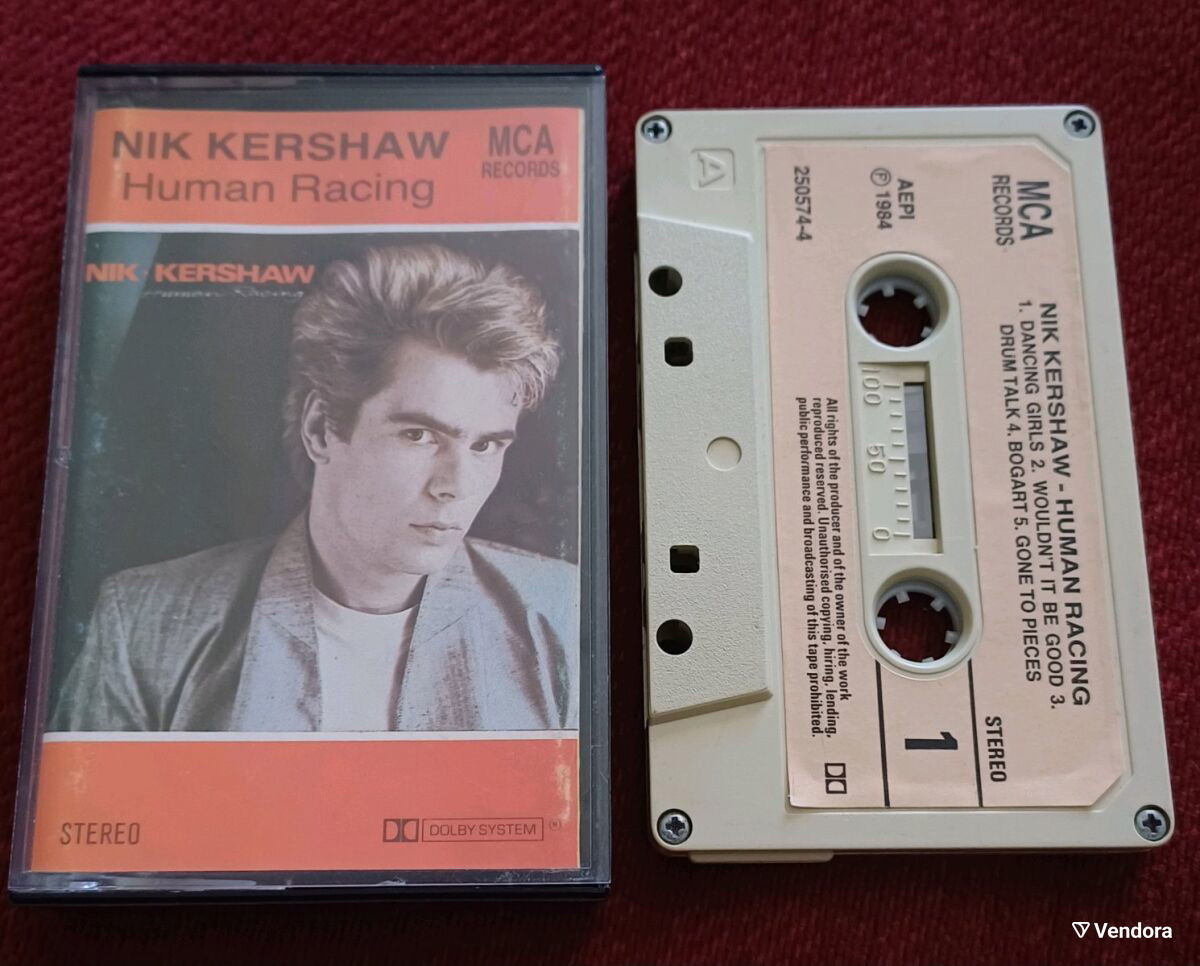 NIK KERSHAW
Human Racing
MCA
RECORDS
NIK KERSHAW
Human Racing
STEREO
DOLBY SYSTEM ®
A
MCA
RECORDS
NIK KERSHAW - HUMAN RACING
1. DANCING GIRLS 2. WOULDN'T IT BE GOOD 3.
DRUM TALK 4. BOGART 5. GONE TO PIECES
STEREO
AEPI
℗ 1984
250574-4
100 50 0
1
All rights of the producer and of the owner of the work
reproduced reserved. Unauthorised copying, hiring, lending,
public performance and broadcasting of this tape prohibited.
Vendora